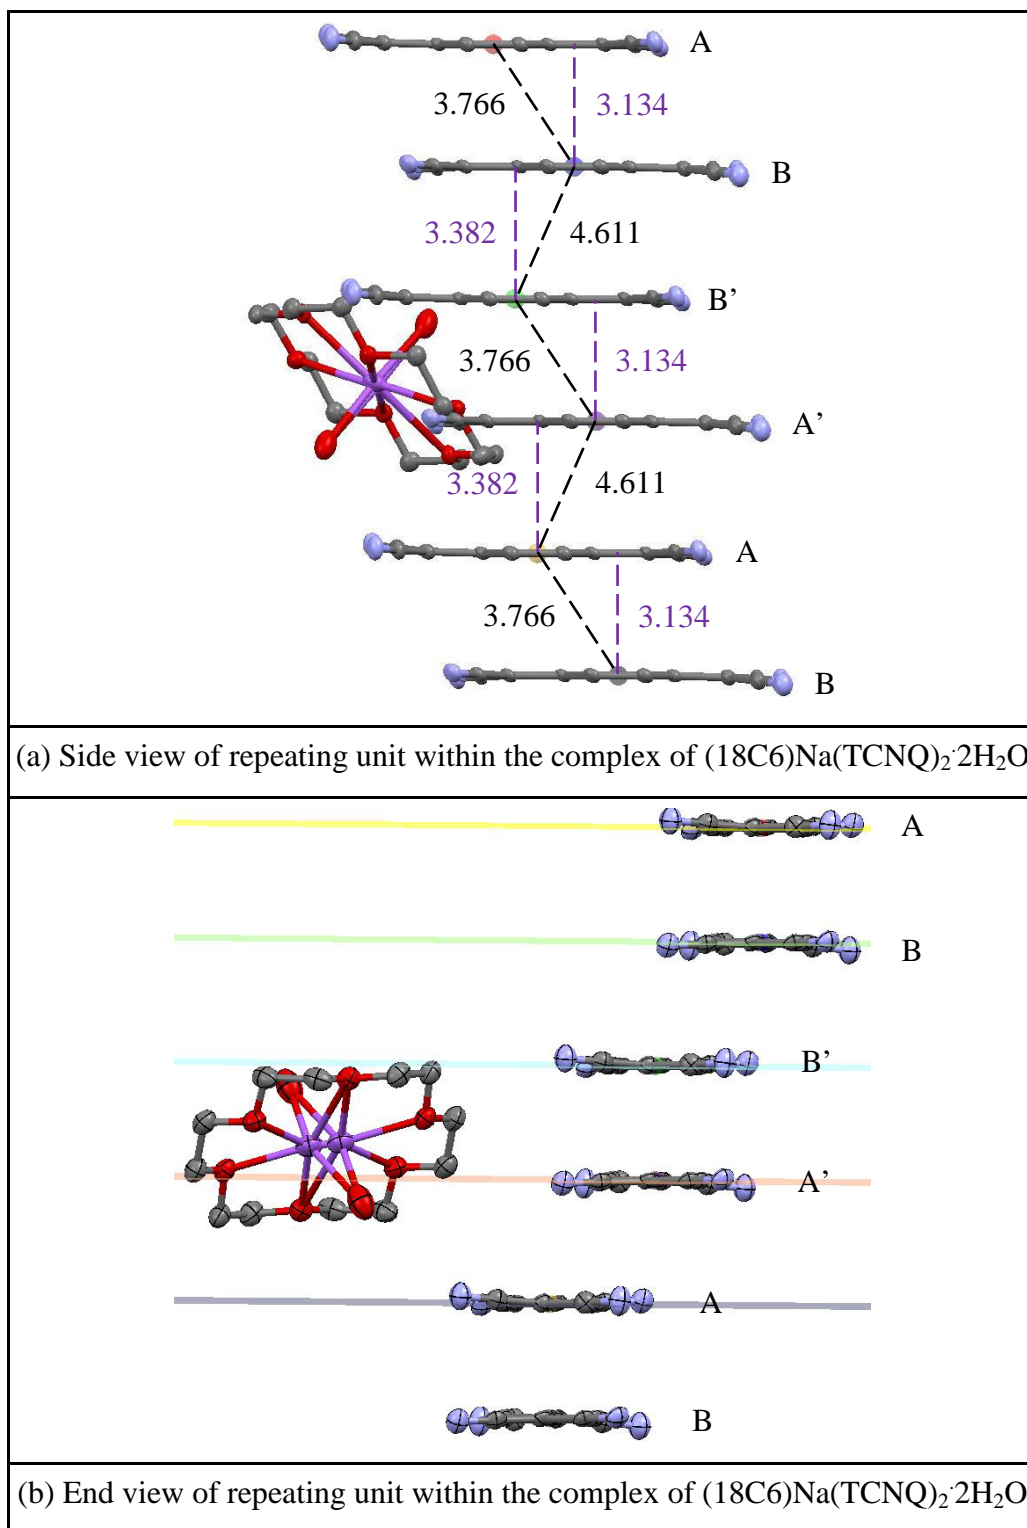 A
3.766 3.134
B
3.382 4.611
B’
3.766 3.134
A’
3.382 4.611
A
3.766 3.134
B
(a) Side view of repeating unit within the complex of (18C6)Na(TCNQ)₂·2H₂O
A
B
B’
A’
A
B
(b) End view of repeating unit within the complex of (18C6)Na(TCNQ)₂·2H₂O